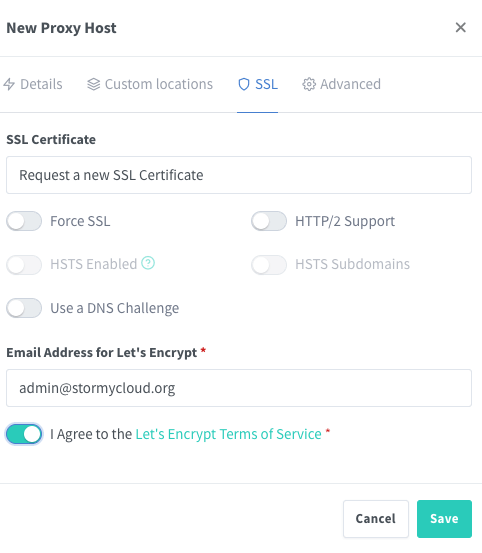 New Proxy Host
Details Custom locations SSL Advanced
SSL Certificate
Request a new SSL Certificate
Force SSL HTTP/2 Support
HSTS Enabled ? HSTS Subdomains
Use a DNS Challenge
Email Address for Let's Encrypt *
admin@stormycloud.org
I Agree to the Let's Encrypt Terms of Service *
Cancel Save